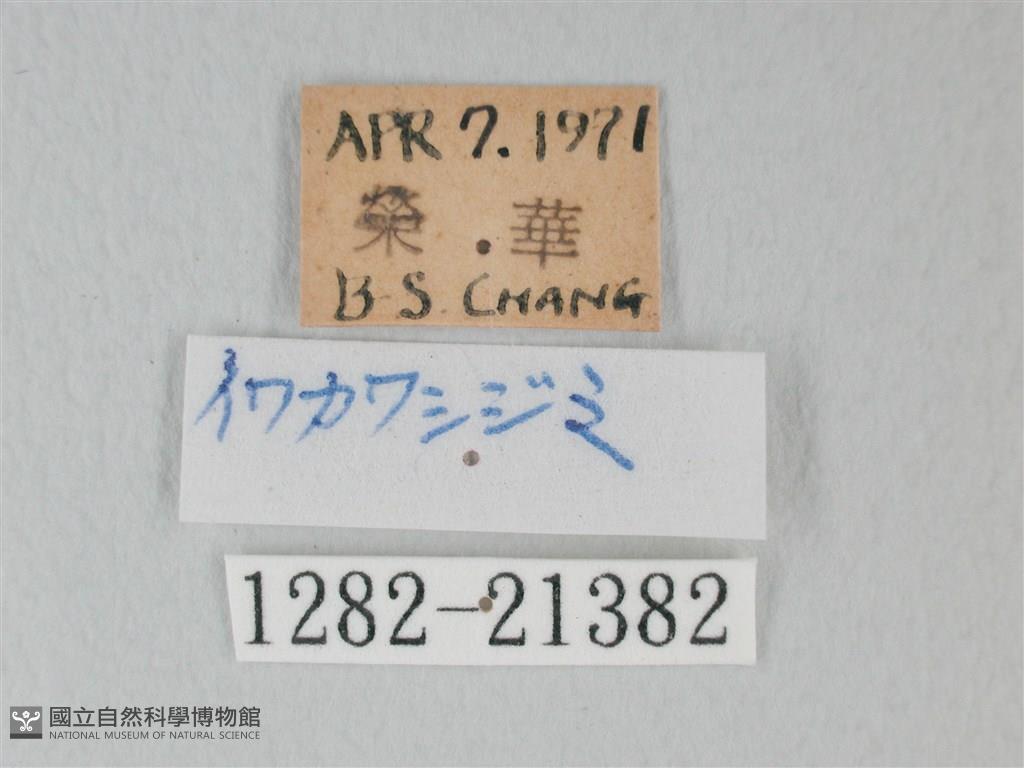 APR 7. 1971
榮 華
B-S. CHANG
イワカワシジミ
1282-21382
國立自然科學博物館
NATIONAL MUSEUM OF NATURAL SCIENCE